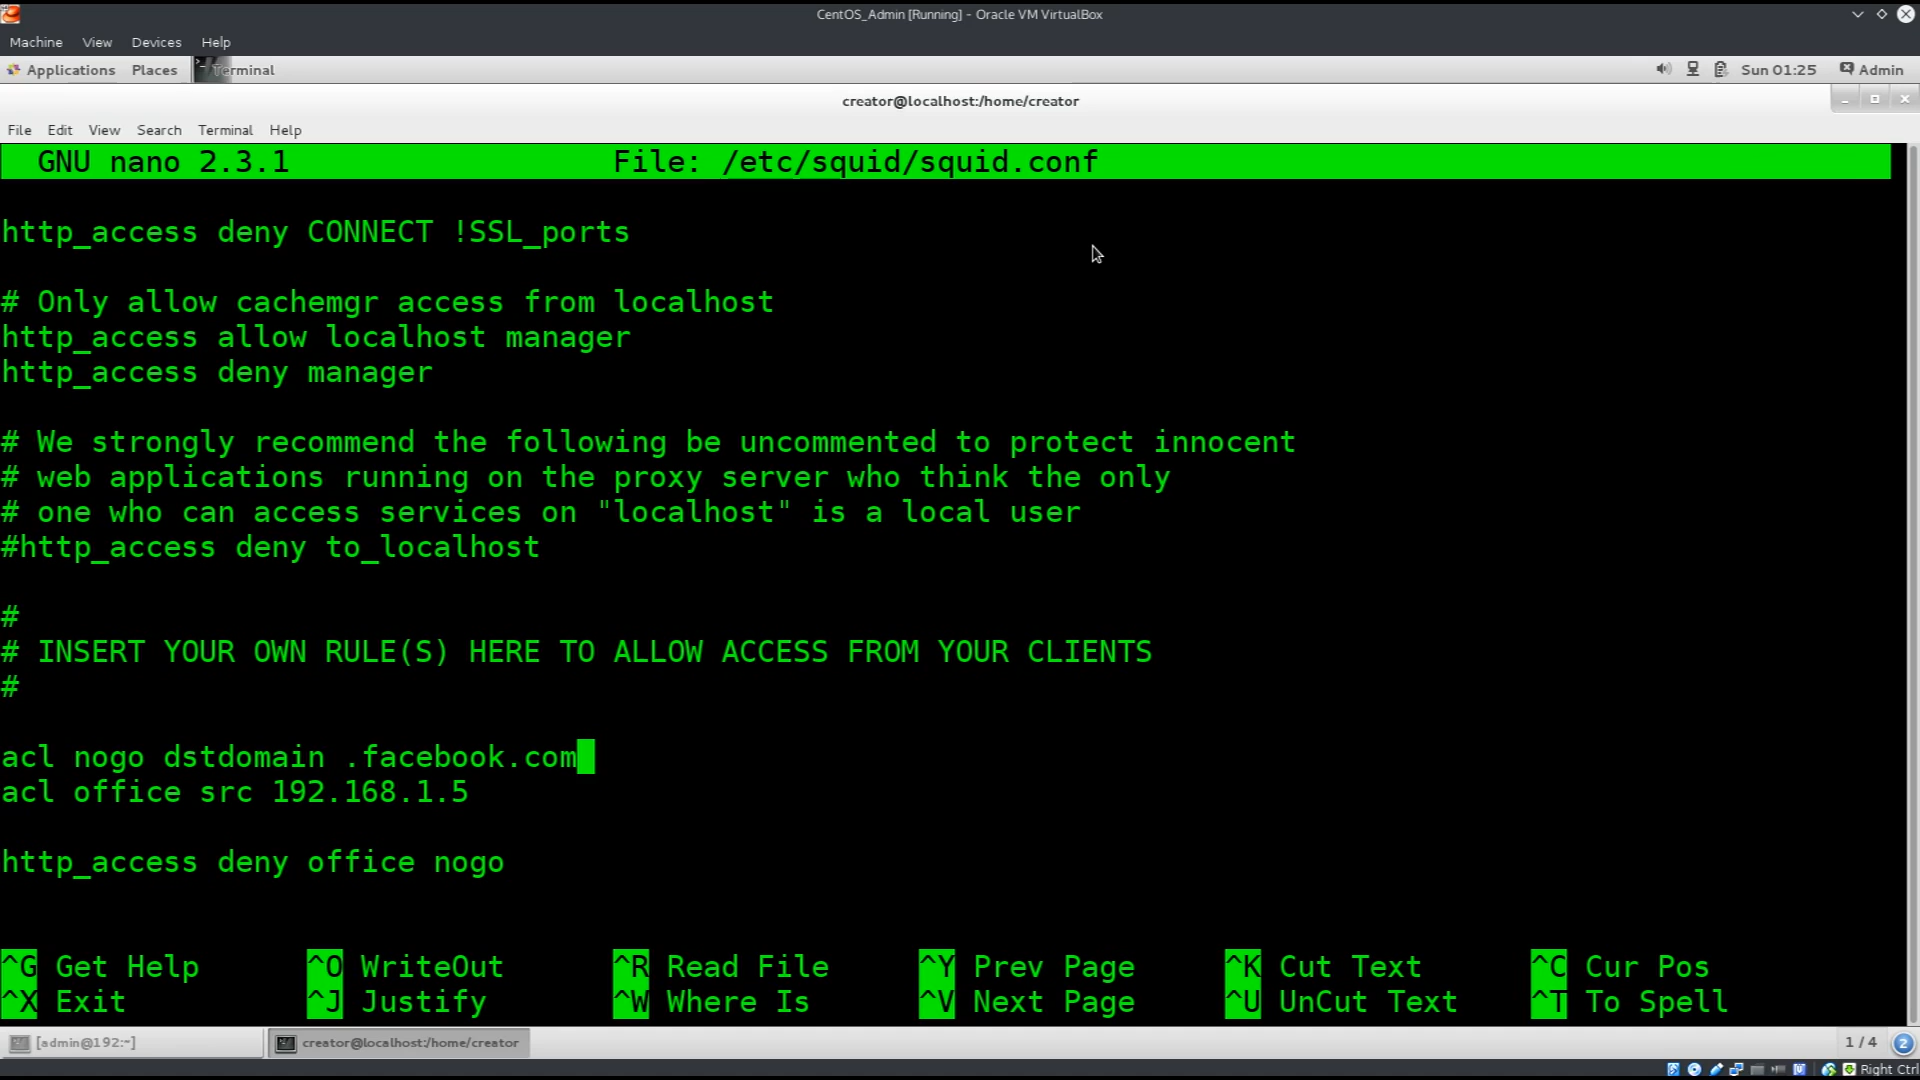 CentOS_Admin [Running] - Oracle VM VirtualBox
Machine View Devices Help
Applications Places Terminal Sun 01:25 Admin
creator@localhost:/home/creator
File Edit View Search Terminal Help
GNU nano 2.3.1 File: /etc/squid/squid.conf
http_access deny CONNECT !SSL_ports
# Only allow cachemgr access from localhost
http_access allow localhost manager
http_access deny manager
# We strongly recommend the following be uncommented to protect innocent
# web applications running on the proxy server who think the only
# one who can access services on "localhost" is a local user
#http_access deny to_localhost
#
# INSERT YOUR OWN RULE(S) HERE TO ALLOW ACCESS FROM YOUR CLIENTS
#
acl nogo dstdomain .facebook.com
acl office src 192.168.1.5
http_access deny office nogo
^G Get Help ^O WriteOut ^R Read File ^Y Prev Page ^K Cut Text ^C Cur Pos
^X Exit ^J Justify ^W Where Is ^V Next Page ^U UnCut Text ^T To Spell
[admin@192:~] creator@localhost:/home/creator 1 / 4 2
Right Ctrl